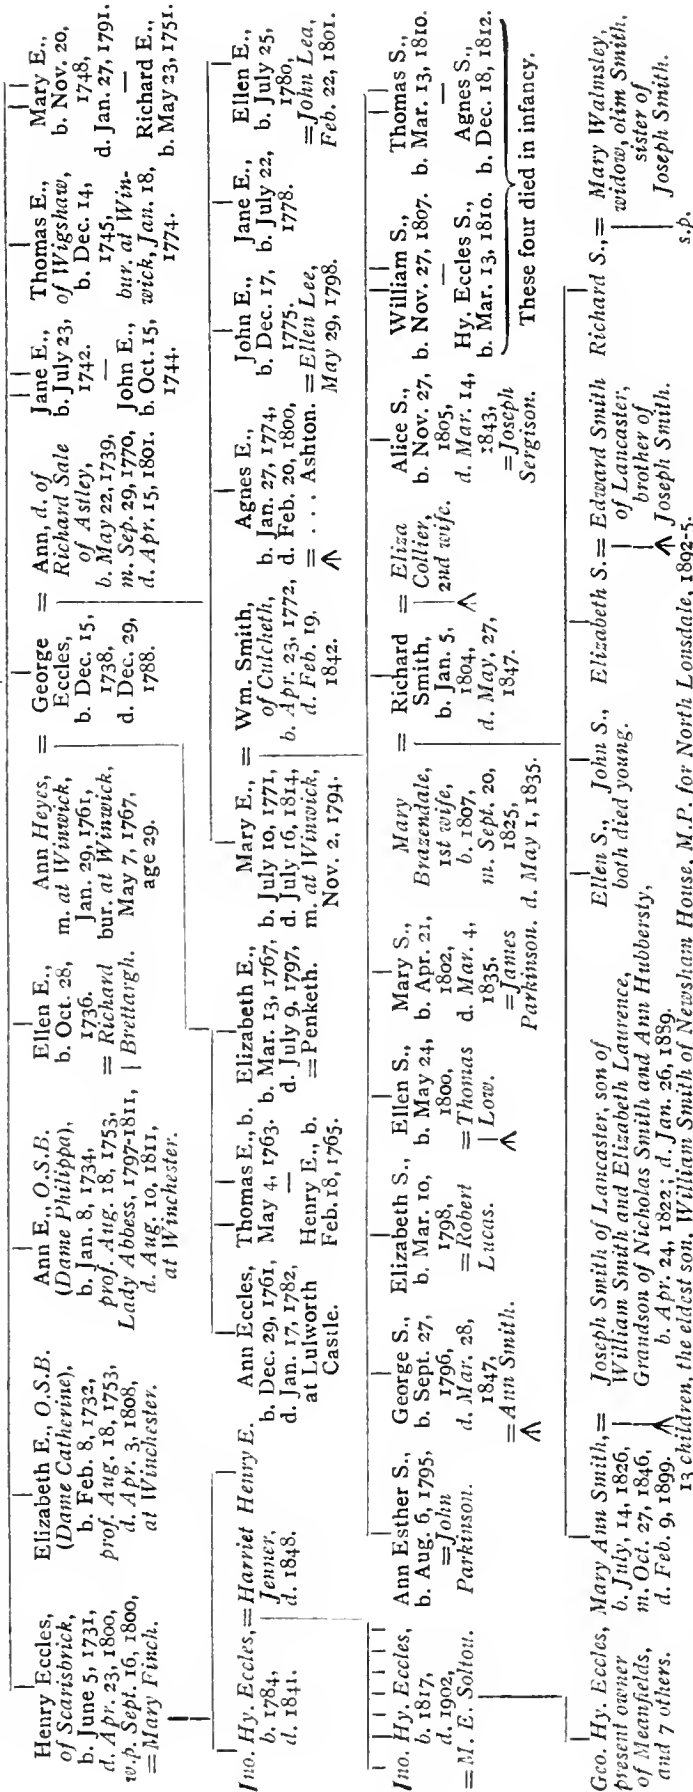 Henry Eccles,
of Scarisbrick,
b. June 5, 1731,
d. Apr. 23, 1800,
w.p. Sept. 16, 1800,
= Mary Finch.
Elizabeth E., O.S.B.
(Dame Catherine),
b. Feb. 8, 1732,
prof. Aug. 18, 1753,
d. Apr. 3, 1808,
at Winchester.
Ann E., O.S.B.
(Dame Philippa),
b. Jan. 8, 1734,
prof. Aug. 18, 1753,
Lady Abbess, 1797-1811,
d. Aug. 10, 1811,
at Winchester.
Ellen E.,
b. Oct. 28,
1736.
= Richard
Brettargh.
Ann Heyes,
m. at Winwick,
Jan. 29, 1761,
bur. at Winwick,
May 7, 1767,
age 29.
=
George
Eccles,
b. Dec. 15,
1738,
d. Dec. 29,
1788.
=
Ann, d. of
Richard Sale
of Astley,
b. May 22, 1739,
m. Sep. 29, 1770,
d. Apr. 15, 1801.
Jane E.,
b. July 23,
1742.
—
John E.,
b. Oct. 15,
1744.
Thomas E.,
of Wigshaw,
b. Dec. 14,
1745,
bur. at Win-
wick, Jan. 18,
1774.
Mary E.,
b. Nov. 20,
1748,
d. Jan. 27, 1791.
—
Richard E.,
b. May 23, 1751.
Jno. Hy. Eccles,
b. 1784,
d. 1841.
=
Harriet
Jenner,
d. 1848.
Henry E.
Ann Eccles,
b. Dec. 29, 1761,
d. Jan. 17, 1782,
at Lulworth
Castle.
Thomas E., b.
May 4, 1763.
—
Henry E., b.
Feb. 18, 1765.
Elizabeth E.,
b. Mar. 13, 1767,
d. July 9, 1797,
= Penketh.
Mary E.,
b. July 10, 1771,
d. July 16, 1814,
m. at Winwick,
Nov. 2, 1794.
=
Wm. Smith,
of Culcheth,
b. Apr. 23, 1772,
d. Feb. 19.
1842.
Agnes E.,
b. Jan. 27, 1774,
d. Feb. 20, 1800,
= . . . Ashton.
John E.,
b. Dec. 17,
1775.
= Ellen Lee,
May 29, 1798.
Jane E.,
b. July 22,
1778.
Ellen E.,
b. July 25,
1780,
= John Lea,
Feb. 22, 1801.
Jno. Hy. Eccles,
b. 1817,
d. 1902,
= M. E. Soltau.
Ann Esther S.,
b. Aug. 6, 1795,
= John
Parkinson.
George S.,
b. Sept. 27,
1796,
d. Mar. 28,
1847,
= Ann Smith.
Elizabeth S.,
b. Mar. 10,
1798,
= Robert
Lucas.
Ellen S.,
b. May 24,
1800,
= Thomas
Low.
Mary S.,
b. Apr. 21,
1802,
d. Mar. 4,
1835,
= James
Parkinson.
Mary
Brazendale,
1st wife,
b. 1807,
m. Sept. 20,
1825,
d. May 1, 1835.
=
Richard
Smith,
b. Jan. 5,
1804,
d. May, 27,
1847.
=
Eliza
Collier,
2nd wife.
Alice S.,
b. Nov. 27,
1805,
d. Mar. 14,
1843,
= Joseph
Sergison.
William S.,
b. Nov. 27, 1807.
—
Hy. Eccles S.,
b. Mar. 13, 1810.
Thomas S.,
b. Mar. 13, 1810.
—
Agnes S.,
b. Dec. 18, 1812.
These four died in infancy.
Geo. Hy. Eccles,
present owner
of Meanfields,
and 7 others.
Mary Ann Smith,
b. July, 14, 1826,
m. Oct. 27, 1846,
d. Feb. 9, 1899.
=
Joseph Smith of Lancaster, son of
William Smith and Elizabeth Laurence,
Grandson of Nicholas Smith and Ann Hubbersty,
b. Apr. 24, 1822; d. Jan. 26, 1889.
13 children, the eldest son, William Smith of Newsham House, M.P. for North Lonsdale, 1892-5.
Ellen S., John S.,
both died young.
Elizabeth S. = Edward Smith
of Lancaster,
brother of
Joseph Smith.
Richard S., = Mary Walmsley,
widow, olim Smith,
sister of
Joseph Smith.
s.p.